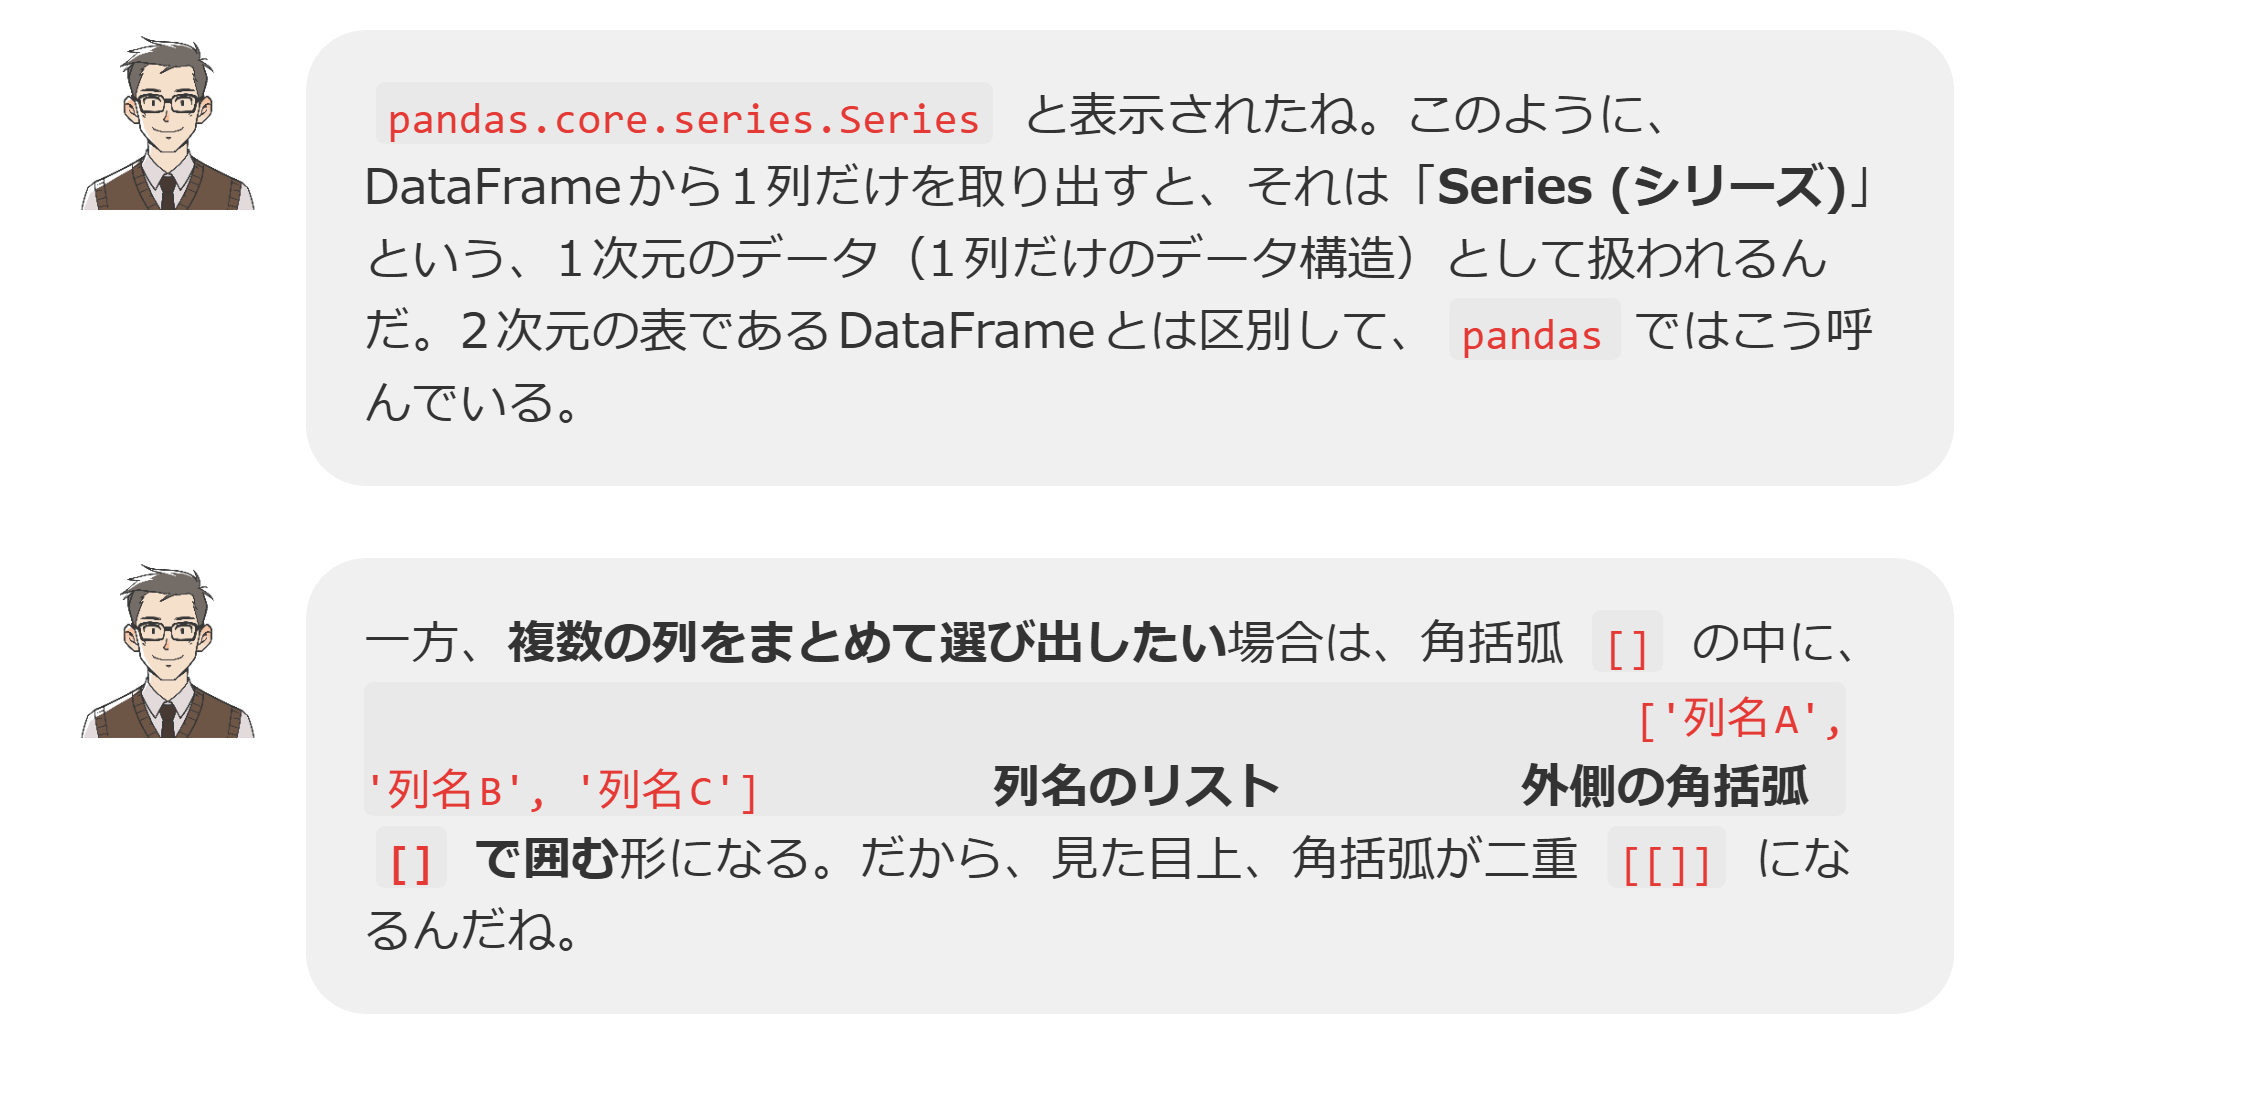 pandas.core.series.Series と表示されたね。このように、
DataFrameから1列だけを取り出すと、それは「Series (シリーズ)」
という、1次元のデータ（1列だけのデータ構造）として扱われるん
だ。2次元の表であるDataFrameとは区別して、 pandas ではこう呼
んでいる。
一方、複数の列をまとめて選び出したい場合は、角括弧 [] の中に、
['列名A',
'列名B', '列名C'] 列名のリスト 外側の角括弧
[] で囲む形になる。だから、見た目上、角括弧が二重 [[]] にな
るんだね。